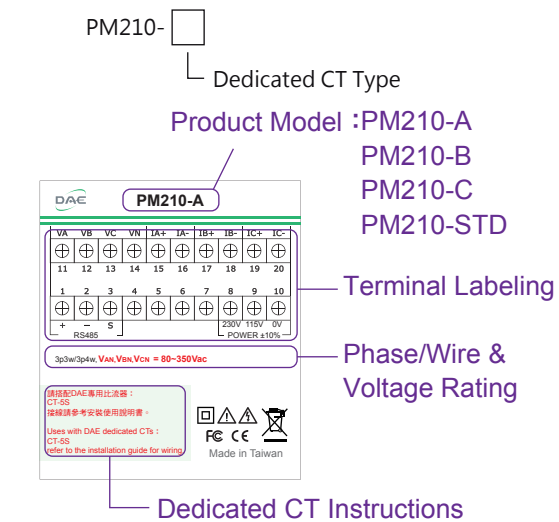 PM210-
Dedicated CT Type
Product Model :PM210-A
PM210-B
PM210-C
PM210-STD
DAE
PM210-A
VA VB VC VN IA+ IA- IB+ IB- IC+ IC-
11 12 13 14 15 16 17 18 19 20
1 2 3 4 5 6 7 8 9 10
+ − S 230V 115V 0V
RS485 POWER ±10%
Terminal Labeling
3p3w/3p4w, VAN,VBN,VCN = 80~350Vac
Phase/Wire &
Voltage Rating
請搭配DAE專用比流器：
CT-5S
接線請參考安裝使用說明書。
Uses with DAE dedicated CTs :
CT-5S
refer to the installation guide for wiring
FC CE
Made in Taiwan
Dedicated CT Instructions